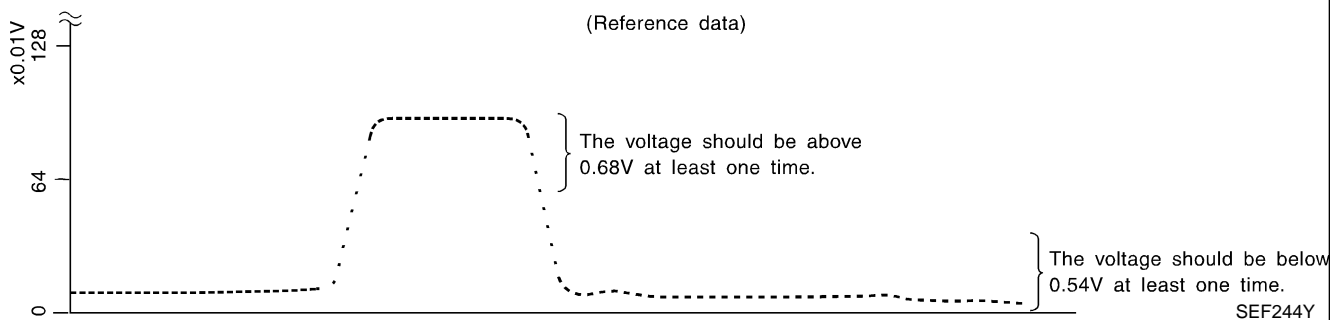 (Reference data)
x0.01V
128
64
0
The voltage should be above
0.68V at least one time.
The voltage should be below
0.54V at least one time.
SEF244Y